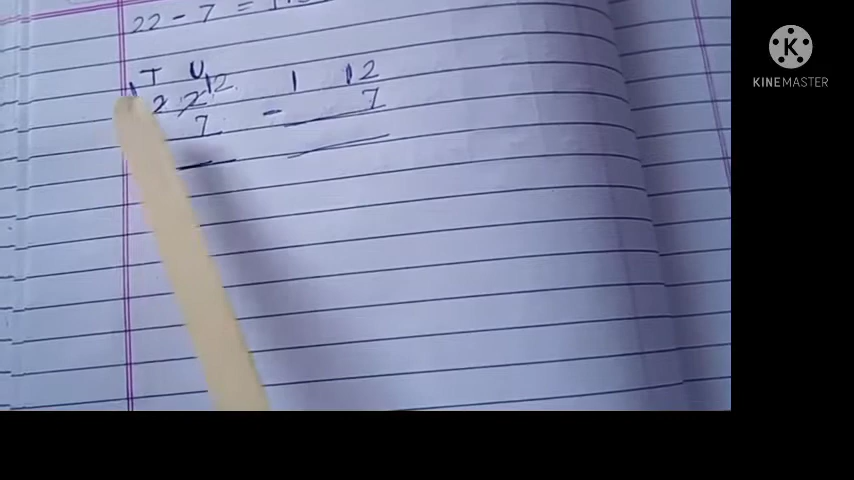 22 - 7 =
T U
1 12 1 12
2 2 - 7
7
K
KINEMASTER